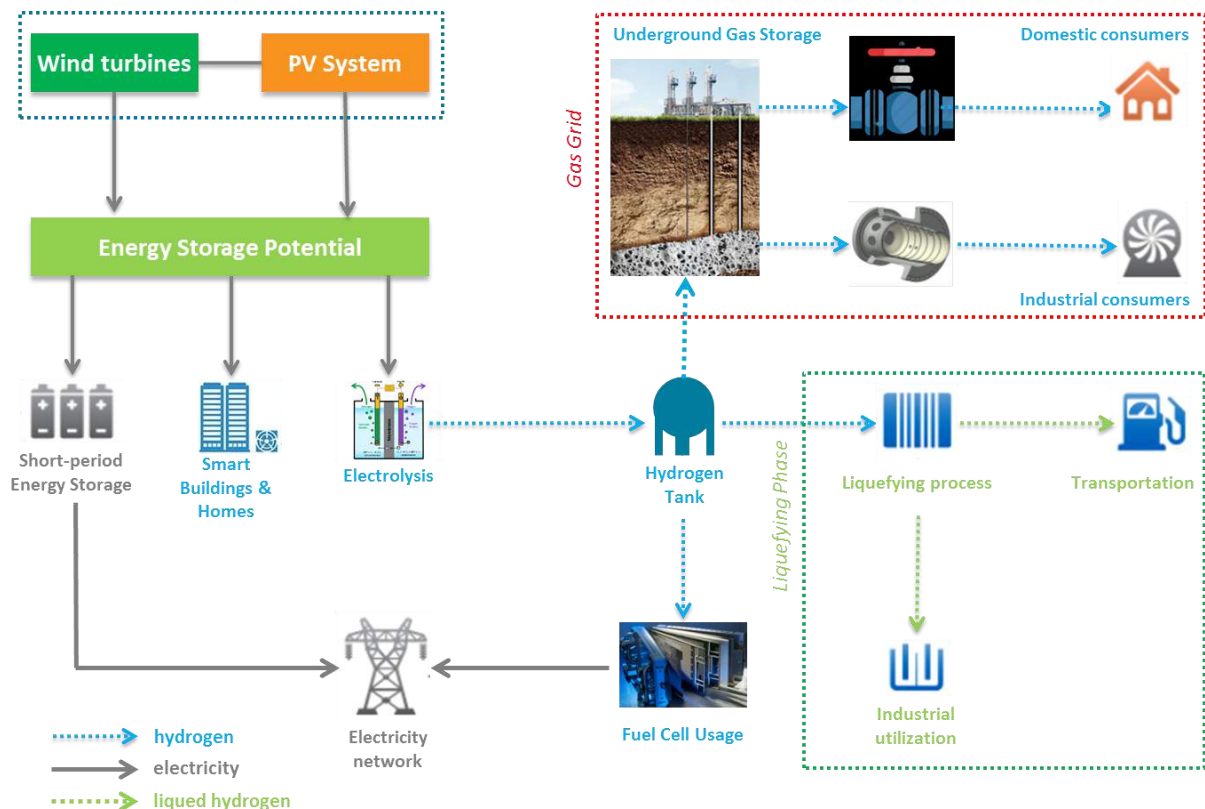 Wind turbines
PV System
Energy Storage Potential
Short-period
Energy Storage
Smart
Buildings &
Homes
Electrolysis
Gas Grid
Underground Gas Storage
Domestic consumers
Industrial consumers
Hydrogen
Tank
Liquefying Phase
Liquefying process
Transportation
Industrial
utilization
Fuel Cell Usage
Electricity
network
hydrogen
electricity
liqued hydrogen